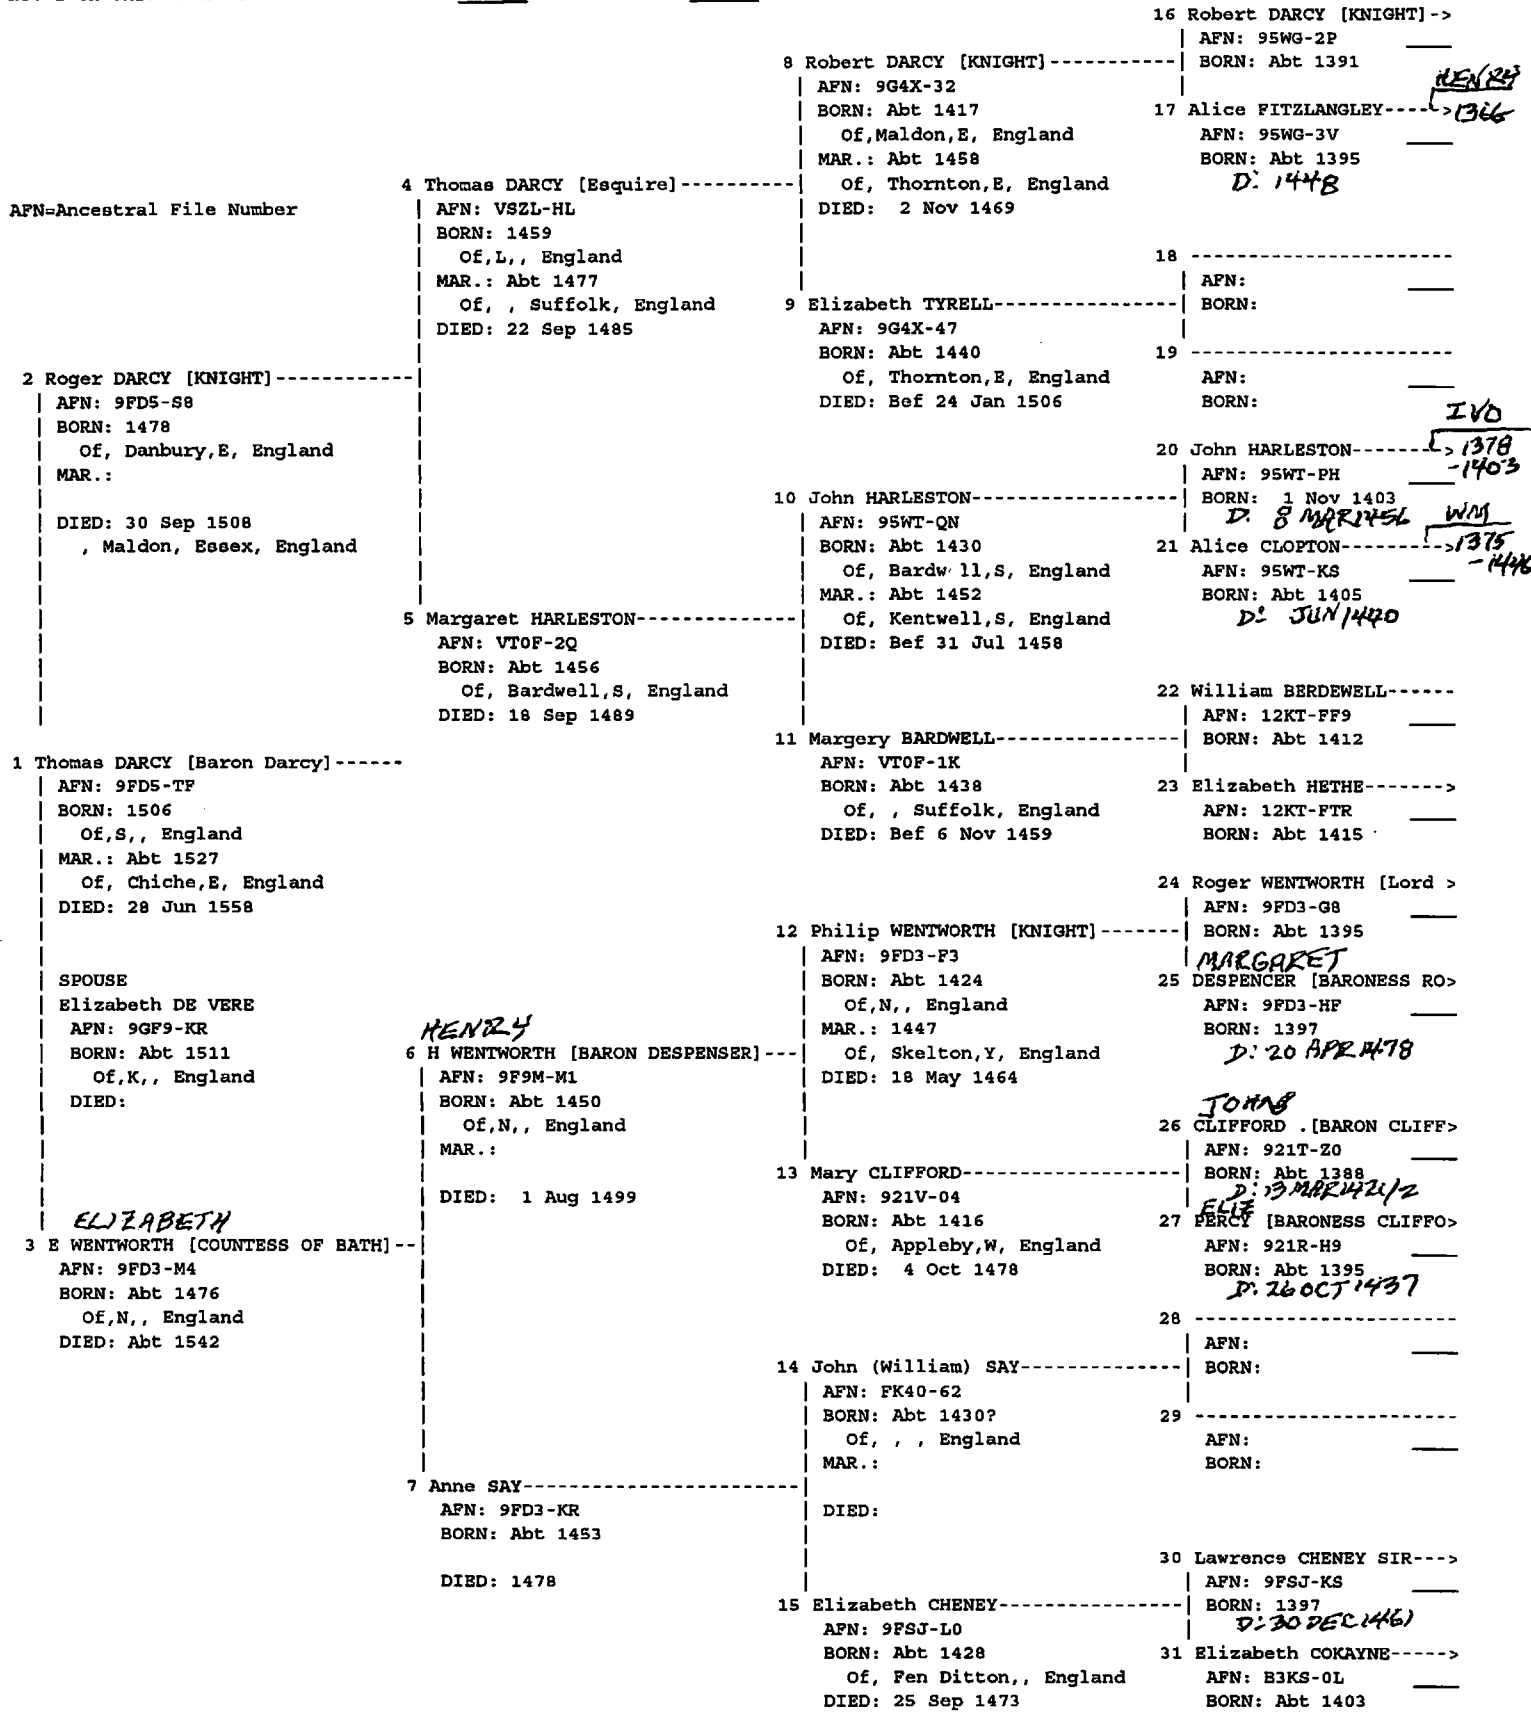 16 Robert DARCY [KNIGHT]->
AFN: 95WG-2P
BORN: Abt 1391
8 Robert DARCY [KNIGHT]-----------
AFN: 9G4X-32
BORN: Abt 1417
Of,Maldon,E, England
MAR.: Abt 1458
Of, Thornton,E, England
DIED: 2 Nov 1469
HENRY
17 Alice FITZLANGLEY-----> 1366
AFN: 95WG-3V
BORN: Abt 1395
D: 1448
4 Thomas DARCY [Esquire]----------
AFN: VSZL-HL
BORN: 1459
Of,L,, England
MAR.: Abt 1477
Of, , Suffolk, England
DIED: 22 Sep 1485
AFN=Ancestral File Number
18 -----------------------
AFN:
BORN:
9 Elizabeth TYRELL----------------
AFN: 9G4X-47
BORN: Abt 1440
Of, Thornton,E, England
DIED: Bef 24 Jan 1506
19 -----------------------
AFN:
BORN:
2 Roger DARCY [KNIGHT]------------
AFN: 9FD5-S8
BORN: 1478
Of, Danbury,E, England
MAR.:
DIED: 30 Sep 1508
, Maldon, Essex, England
IVO
20 John HARLESTON-------> 1378
-1403
AFN: 95WT-PH
BORN: 1 Nov 1403
D. 8 MAR 1456
10 John HARLESTON------------------
AFN: 95WT-QN
BORN: Abt 1430
Of, Bardw ll,S, England
MAR.: Abt 1452
Of, Kentwell,S, England
DIED: Bef 31 Jul 1458
WM
21 Alice CLOPTON---------> 1375
-1446
AFN: 95WT-KS
BORN: Abt 1405
D: JUN 1440
5 Margaret HARLESTON--------------
AFN: VT0F-2Q
BORN: Abt 1456
Of, Bardwell,S, England
DIED: 18 Sep 1489
22 William BERDEWELL------
AFN: 12KT-FF9
BORN: Abt 1412
11 Margery BARDWELL----------------
AFN: VT0F-1K
BORN: Abt 1438
Of, , Suffolk, England
DIED: Bef 6 Nov 1459
23 Elizabeth HETHE------->
AFN: 12KT-FTR
BORN: Abt 1415
1 Thomas DARCY [Baron Darcy]------
AFN: 9FD5-TF
BORN: 1506
Of,S,, England
MAR.: Abt 1527
Of, Chiche,E, England
DIED: 28 Jun 1558
SPOUSE
Elizabeth DE VERE
AFN: 9GF9-KR
BORN: Abt 1511
Of,K,, England
DIED:
24 Roger WENTWORTH [Lord >
AFN: 9FD3-G8
BORN: Abt 1395
12 Philip WENTWORTH [KNIGHT]-------
AFN: 9FD3-F3
BORN: Abt 1424
Of,N,, England
MAR.: 1447
Of, Skelton,Y, England
DIED: 18 May 1464
MARGARET
25 DESPENCER [BARONESS RO>
AFN: 9FD3-HF
BORN: 1397
D: 20 APR 1478
HENRY
6 H WENTWORTH [BARON DESPENSER]---
AFN: 9F9M-M1
BORN: Abt 1450
Of,N,, England
MAR.:
DIED: 1 Aug 1499
26 CLIFFORD .[BARON CLIFF>
AFN: 921T-Z0
BORN: Abt 1388
D: 13 MAR 1421/2
13 Mary CLIFFORD-------------------
AFN: 921V-04
BORN: Abt 1416
Of, Appleby,W, England
DIED: 4 Oct 1478
ELIZ
27 PERCY [BARONESS CLIFFO>
AFN: 921R-H9
BORN: Abt 1395
D: 26 OCT 1437
ELIZABETH
3 E WENTWORTH [COUNTESS OF BATH]--
AFN: 9FD3-M4
BORN: Abt 1476
Of,N,, England
DIED: Abt 1542
28 -----------------------
AFN:
BORN:
14 John (William) SAY--------------
AFN: FK40-62
BORN: Abt 1430?
Of, , , England
MAR.:
DIED:
29 -----------------------
AFN:
BORN:
7 Anne SAY------------------------
AFN: 9FD3-KR
BORN: Abt 1453
DIED: 1478
30 Lawrence CHENEY SIR--->
AFN: 9FSJ-KS
BORN: 1397
D: 30 DEC 1461
15 Elizabeth CHENEY----------------
AFN: 9FSJ-L0
BORN: Abt 1428
Of, Fen Ditton,, England
DIED: 25 Sep 1473
31 Elizabeth COKAYNE----->
AFN: B3KS-0L
BORN: Abt 1403